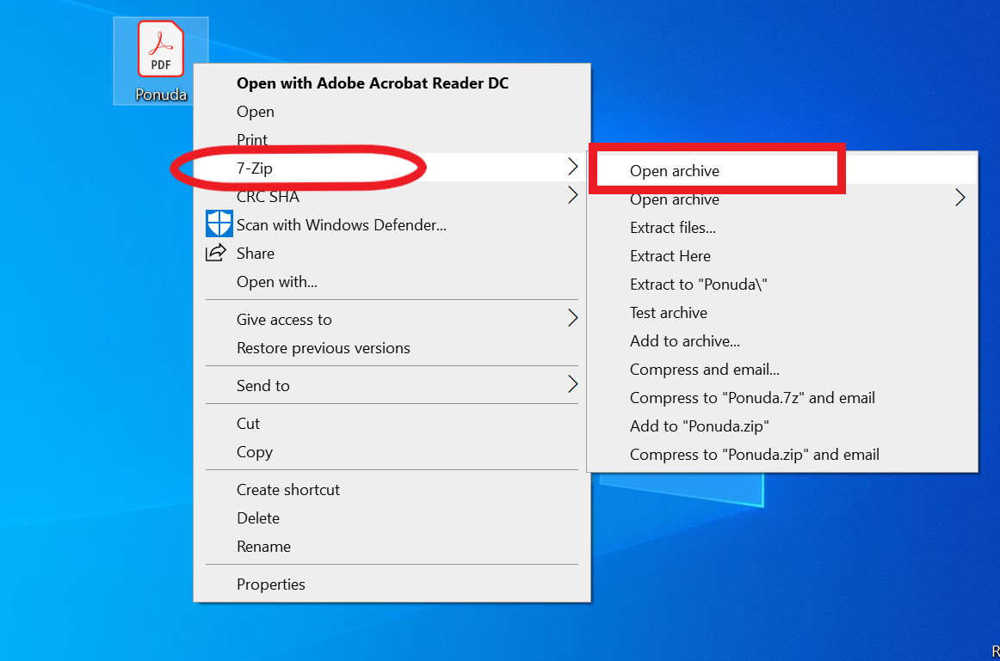 PDF
Ponuda
Open with Adobe Acrobat Reader DC
Open
Print
7-Zip
CRC SHA
Scan with Windows Defender...
Share
Open with...
Give access to
Restore previous versions
Send to
Cut
Copy
Create shortcut
Delete
Rename
Properties
Open archive
Open archive
Extract files...
Extract Here
Extract to "Ponuda\"
Test archive
Add to archive...
Compress and email...
Compress to "Ponuda.7z" and email
Add to "Ponuda.zip"
Compress to "Ponuda.zip" and email
R